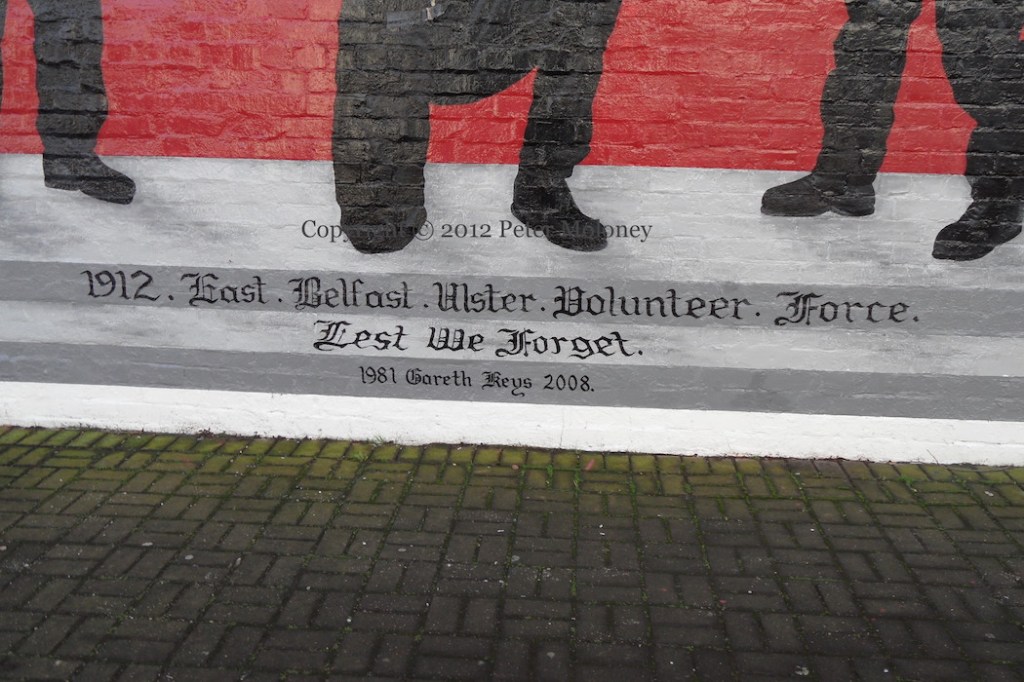 Copyright © 2012 Peter Moloney
1912. East. Belfast. Ulster. Volunteer. Force.
Lest We Forget.
1981 Gareth Keys 2008.